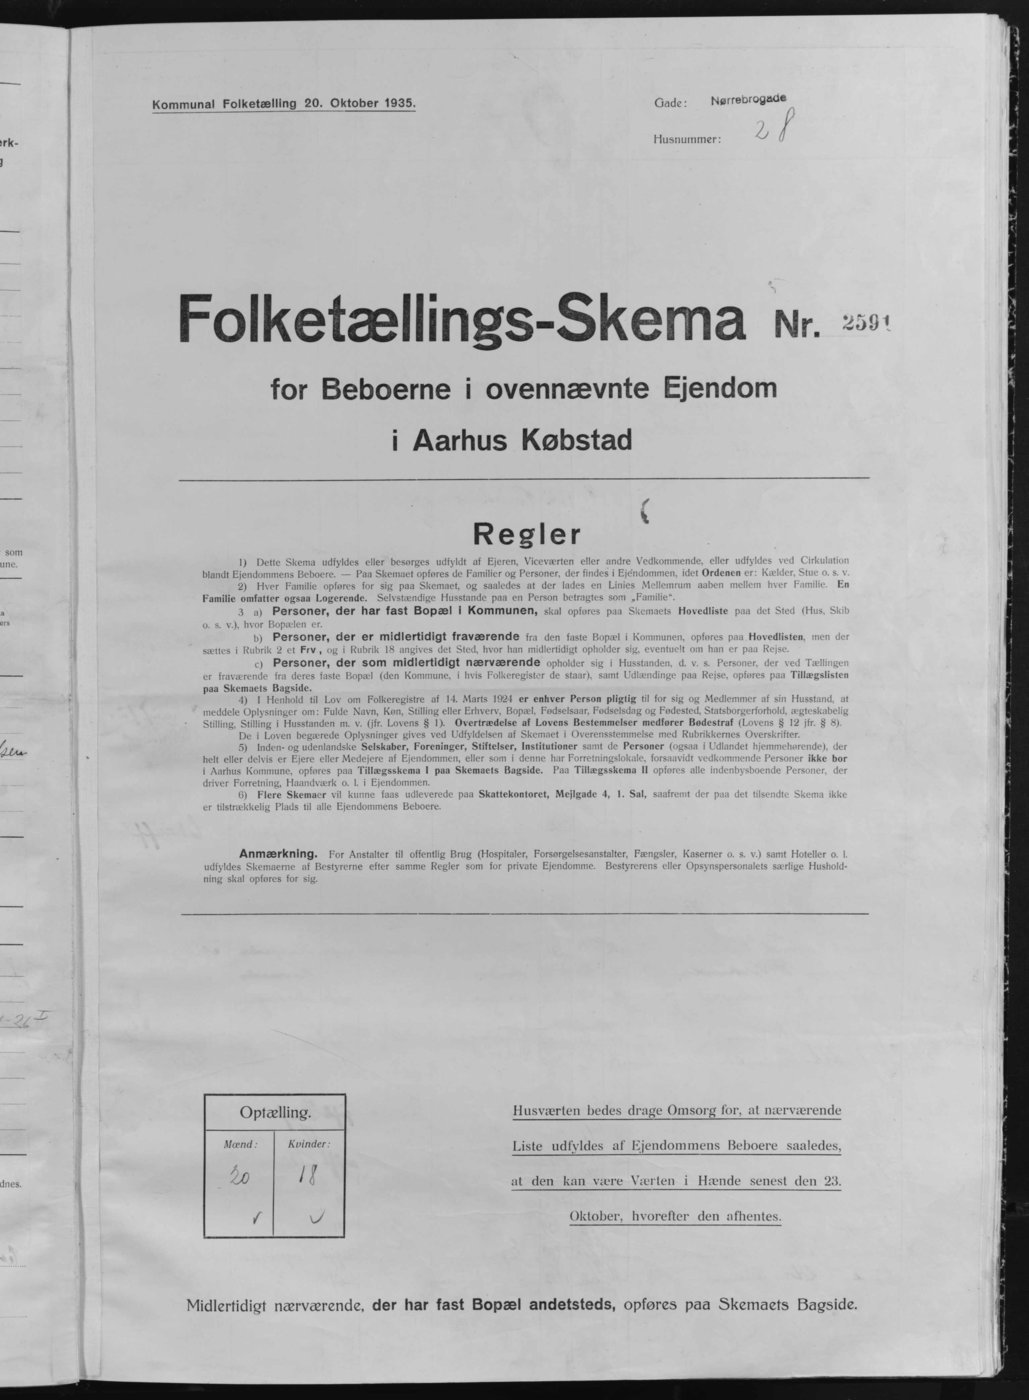 Kommunal Folketælling 20. Oktober 1935.
Gade: Nørrebrogade
Husnummer: 28
Folketællings-Skema Nr. 2591
for Beboerne i ovennævnte Ejendom
i Aarhus Købstad
Regler
1) Dette Skema udfyldes eller besørges udfyldt af Ejeren, Viceværten eller andre Vedkommende, eller udfyldes ved Cirkulation
blandt Ejendommens Beboere. — Paa Skemaet opføres de Familier og Personer, der findes i Ejendommen, idet Ordenen er: Kælder, Stue o. s. v.
2) Hver Familie opføres for sig paa Skemaet, og saaledes at der lades en Linies Mellemrum aaben mellem hver Familie. En
Familie omfatter ogsaa Logerende. Selvstændige Husstande paa en Person betragtes som „Familie“.
3 a) Personer, der har fast Bopæl i Kommunen, skal opføres paa Skemaets Hovedliste paa det Sted (Hus, Skib
o. s. v.), hvor Bopælen er.
b) Personer, der er midlertidigt fraværende fra den faste Bopæl i Kommunen, opføres paa Hovedlisten, men der
sættes i Rubrik 2 et Frv, og i Rubrik 18 angives det Sted, hvor han midlertidigt opholder sig, eventuelt om han er paa Rejse.
c) Personer, der som midlertidigt nærværende opholder sig i Husstanden, d. v. s. Personer, der ved Tællingen
er fraværende fra deres faste Bopæl (den Kommune, i hvis Folkeregister de staar), samt Udlændinge paa Rejse, opføres paa Tillægslisten
paa Skemaets Bagside.
4) I Henhold til Lov om Folkeregistre af 14. Marts 1924 er enhver Person pligtig til for sig og Medlemmer af sin Husstand, at
meddele Oplysninger om: Fulde Navn, Køn, Stilling eller Erhverv, Bopæl, Fødselsaar, Fødselsdag og Fødested, Statsborgerforhold, ægteskabelig
Stilling, Stilling i Husstanden m. v. (jfr. Lovens § 1). Overtrædelse af Lovens Bestemmelser medfører Bødestraf (Lovens § 12 jfr. § 8).
De i Loven begærede Oplysninger gives ved Udfyldelsen af Skemaet i Overensstemmelse med Rubrikkernes Overskrifter.
5) Inden- og udenlandske Selskaber, Foreninger, Stiftelser, Institutioner samt de Personer (ogsaa i Udlandet hjemmehørende), der
helt eller delvis er Ejere eller Medejere af Ejendommen, eller som i denne har Forretningslokale, forsaavidt vedkommende Personer ikke bor
i Aarhus Kommune, opføres paa Tillægsskema I paa Skemaets Bagside. Paa Tillægsskema II opføres alle indenbysboende Personer, der
driver Forretning, Haandværk o. l. i Ejendommen.
6) Flere Skemaer vil kunne faas udleverede paa Skattekontoret, Mejlgade 4, 1. Sal, saafremt der paa det tilsendte Skema ikke
er tilstrækkelig Plads til alle Ejendommens Beboere.
Anmærkning. For Anstalter til offentlig Brug (Hospitaler, Forsørgelsesanstalter, Fængsler, Kaserner o. s. v.) samt Hoteller o. l.
udfyldes Skemaerne af Bestyrerne efter samme Regler som for private Ejendomme. Bestyrerens eller Opsynspersonalets særlige Hushold-
ning skal opføres for sig.
Optælling.
Mænd: Kvinder:
20 18
Husværten bedes drage Omsorg for, at nærværende
Liste udfyldes af Ejendommens Beboere saaledes,
at den kan være Værten i Hænde senest den 23.
Oktober, hvorefter den afhentes.
Midlertidigt nærværende, der har fast Bopæl andetsteds, opføres paa Skemaets Bagside.